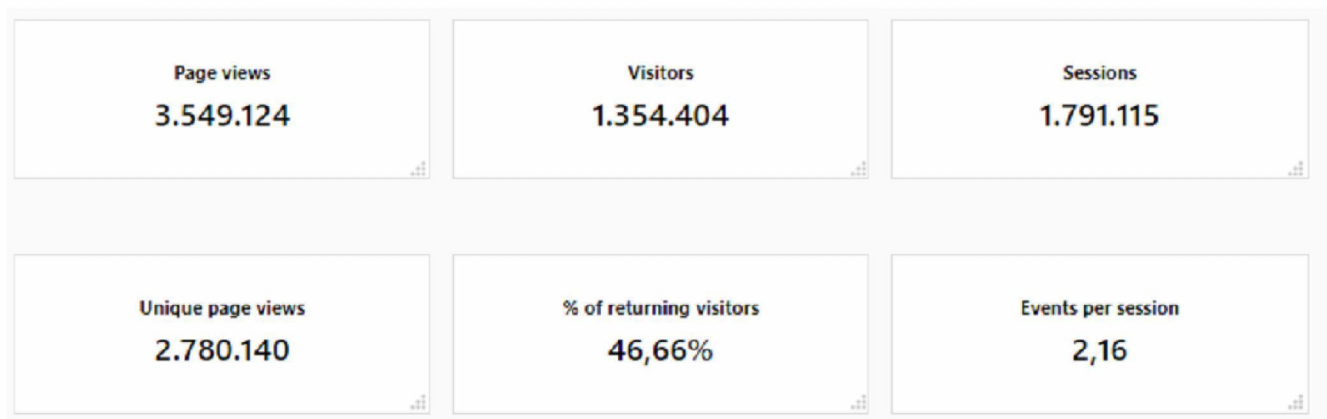 Page views
3.549.124
Visitors
1.354.404
Sessions
1.791.115
Unique page views
2.780.140
% of returning visitors
46,66%
Events per session
2,16